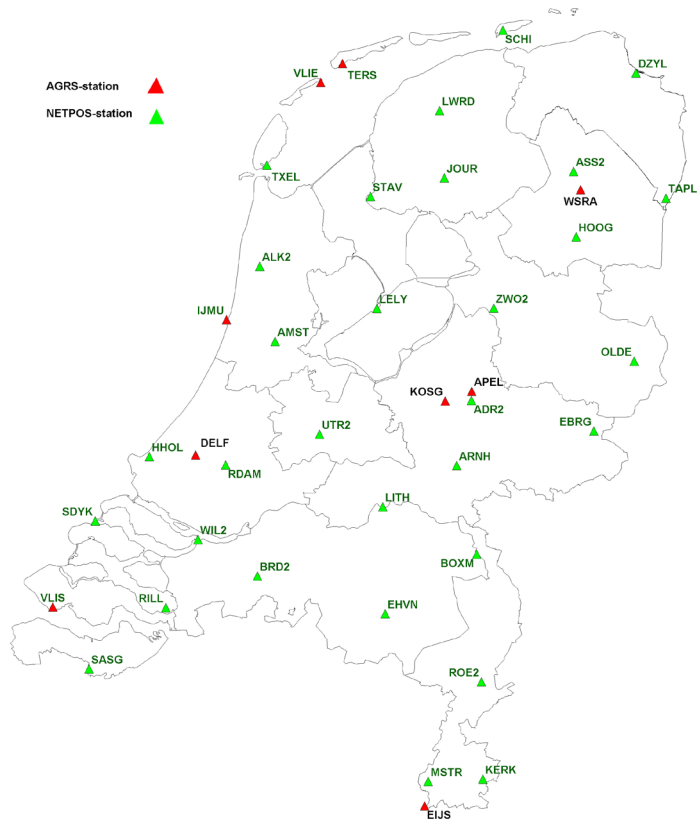 SCHI
DZYL
VLIE
TERS
AGRS-station
NETPOS-station
LWRD
ASS2
JOUR
TXEL
STAV
TAPL
WSRA
HOOG
ALK2
LELY
ZWO2
IJMU
AMST
OLDE
APEL
KOSG
ADR2
EBRG
UTR2
DELF
HHOL
RDAM
ARNH
LITH
SDYK
WIL2
BOXM
BRD2
VLIS
RILL
EHVN
SASG
ROE2
MSTR
KERK
EIJS